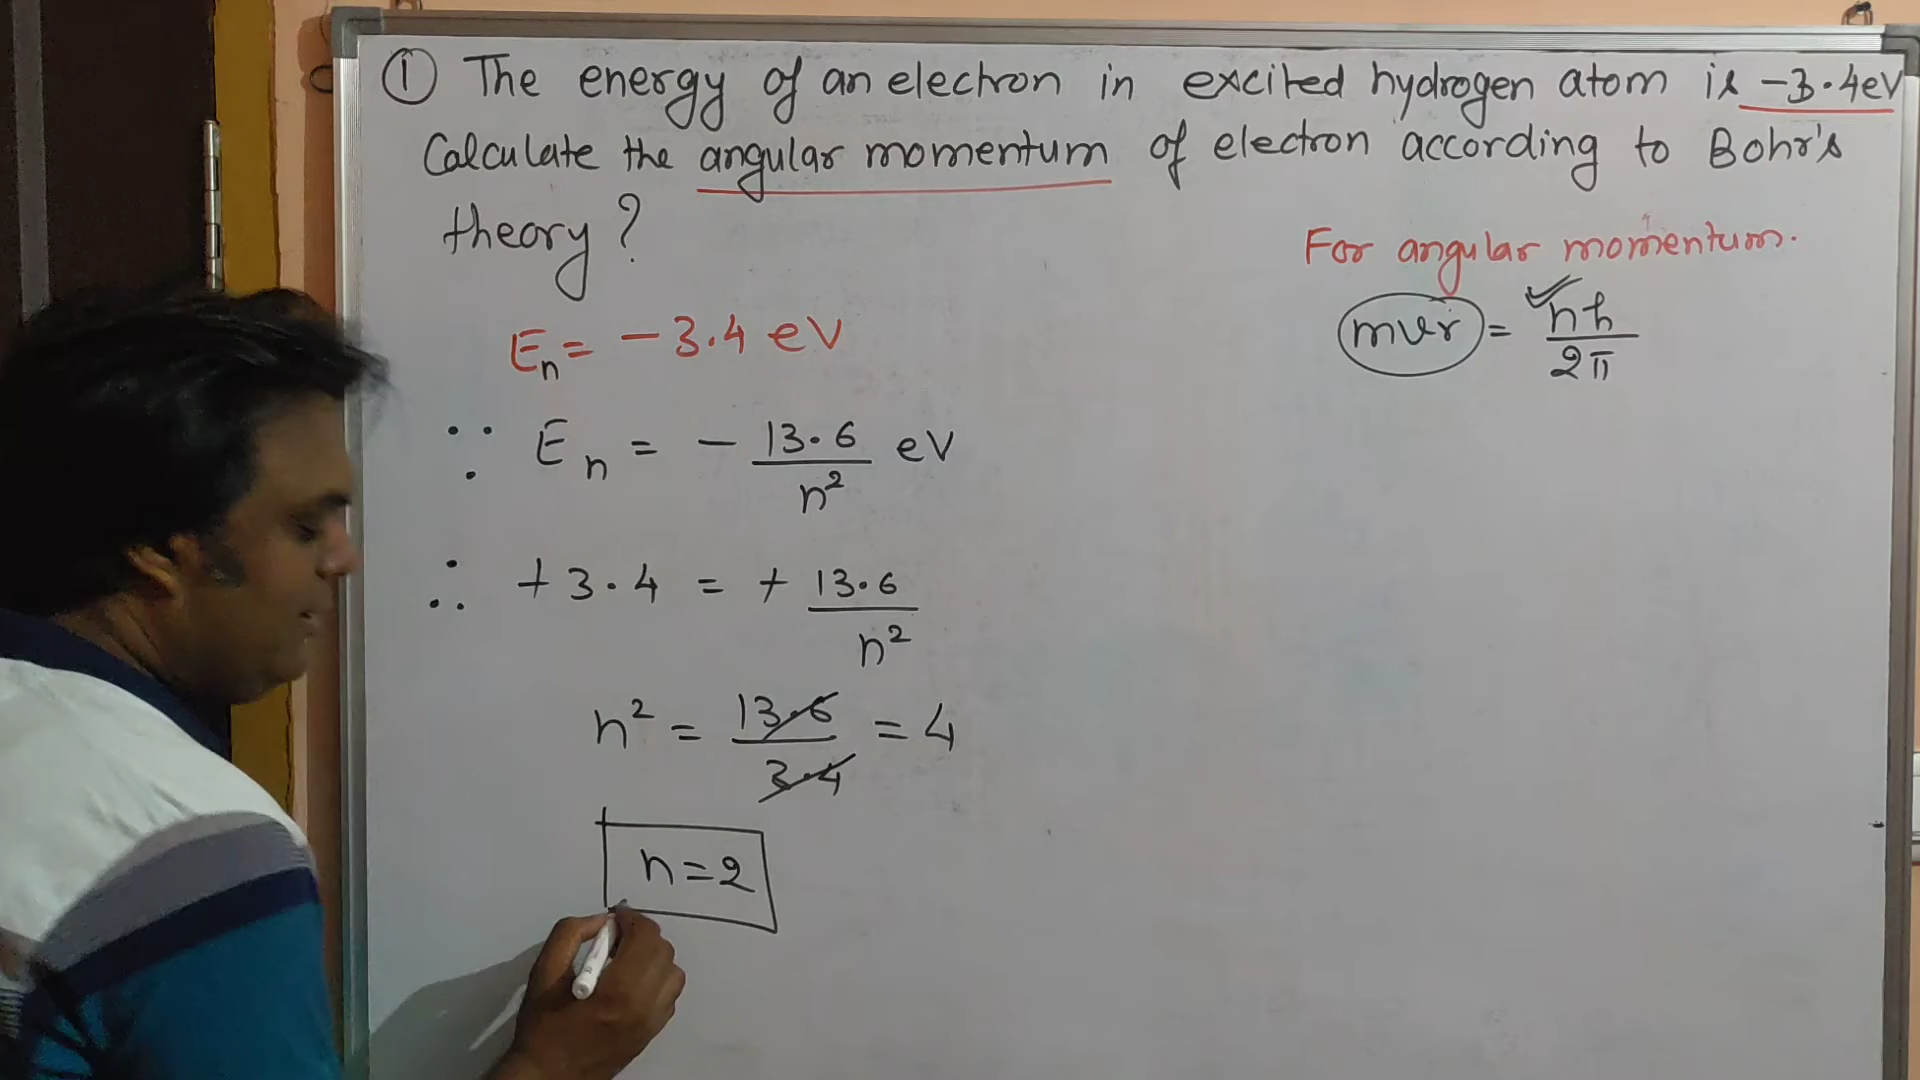 ① The energy of an electron in excited hydrogen atom is -3.4eV
Calculate the angular momentum of electron according to Bohr's
theory?
For angular momentum.
mvr = nh/2π
En = -3.4 eV
∵ En = - 13.6/n² eV
∴ +3.4 = + 13.6/n²
n² = 13.6/3.4 = 4
n=2